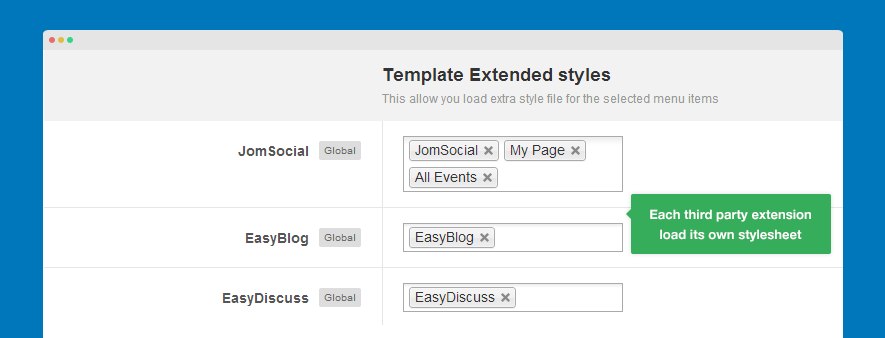 Template Extended styles
This allow you load extra style file for the selected menu items
JomSocial Global
JomSocial × My Page ×
All Events ×
Each third party extension
load its own stylesheet
EasyBlog Global
EasyBlog ×
EasyDiscuss Global
EasyDiscuss ×